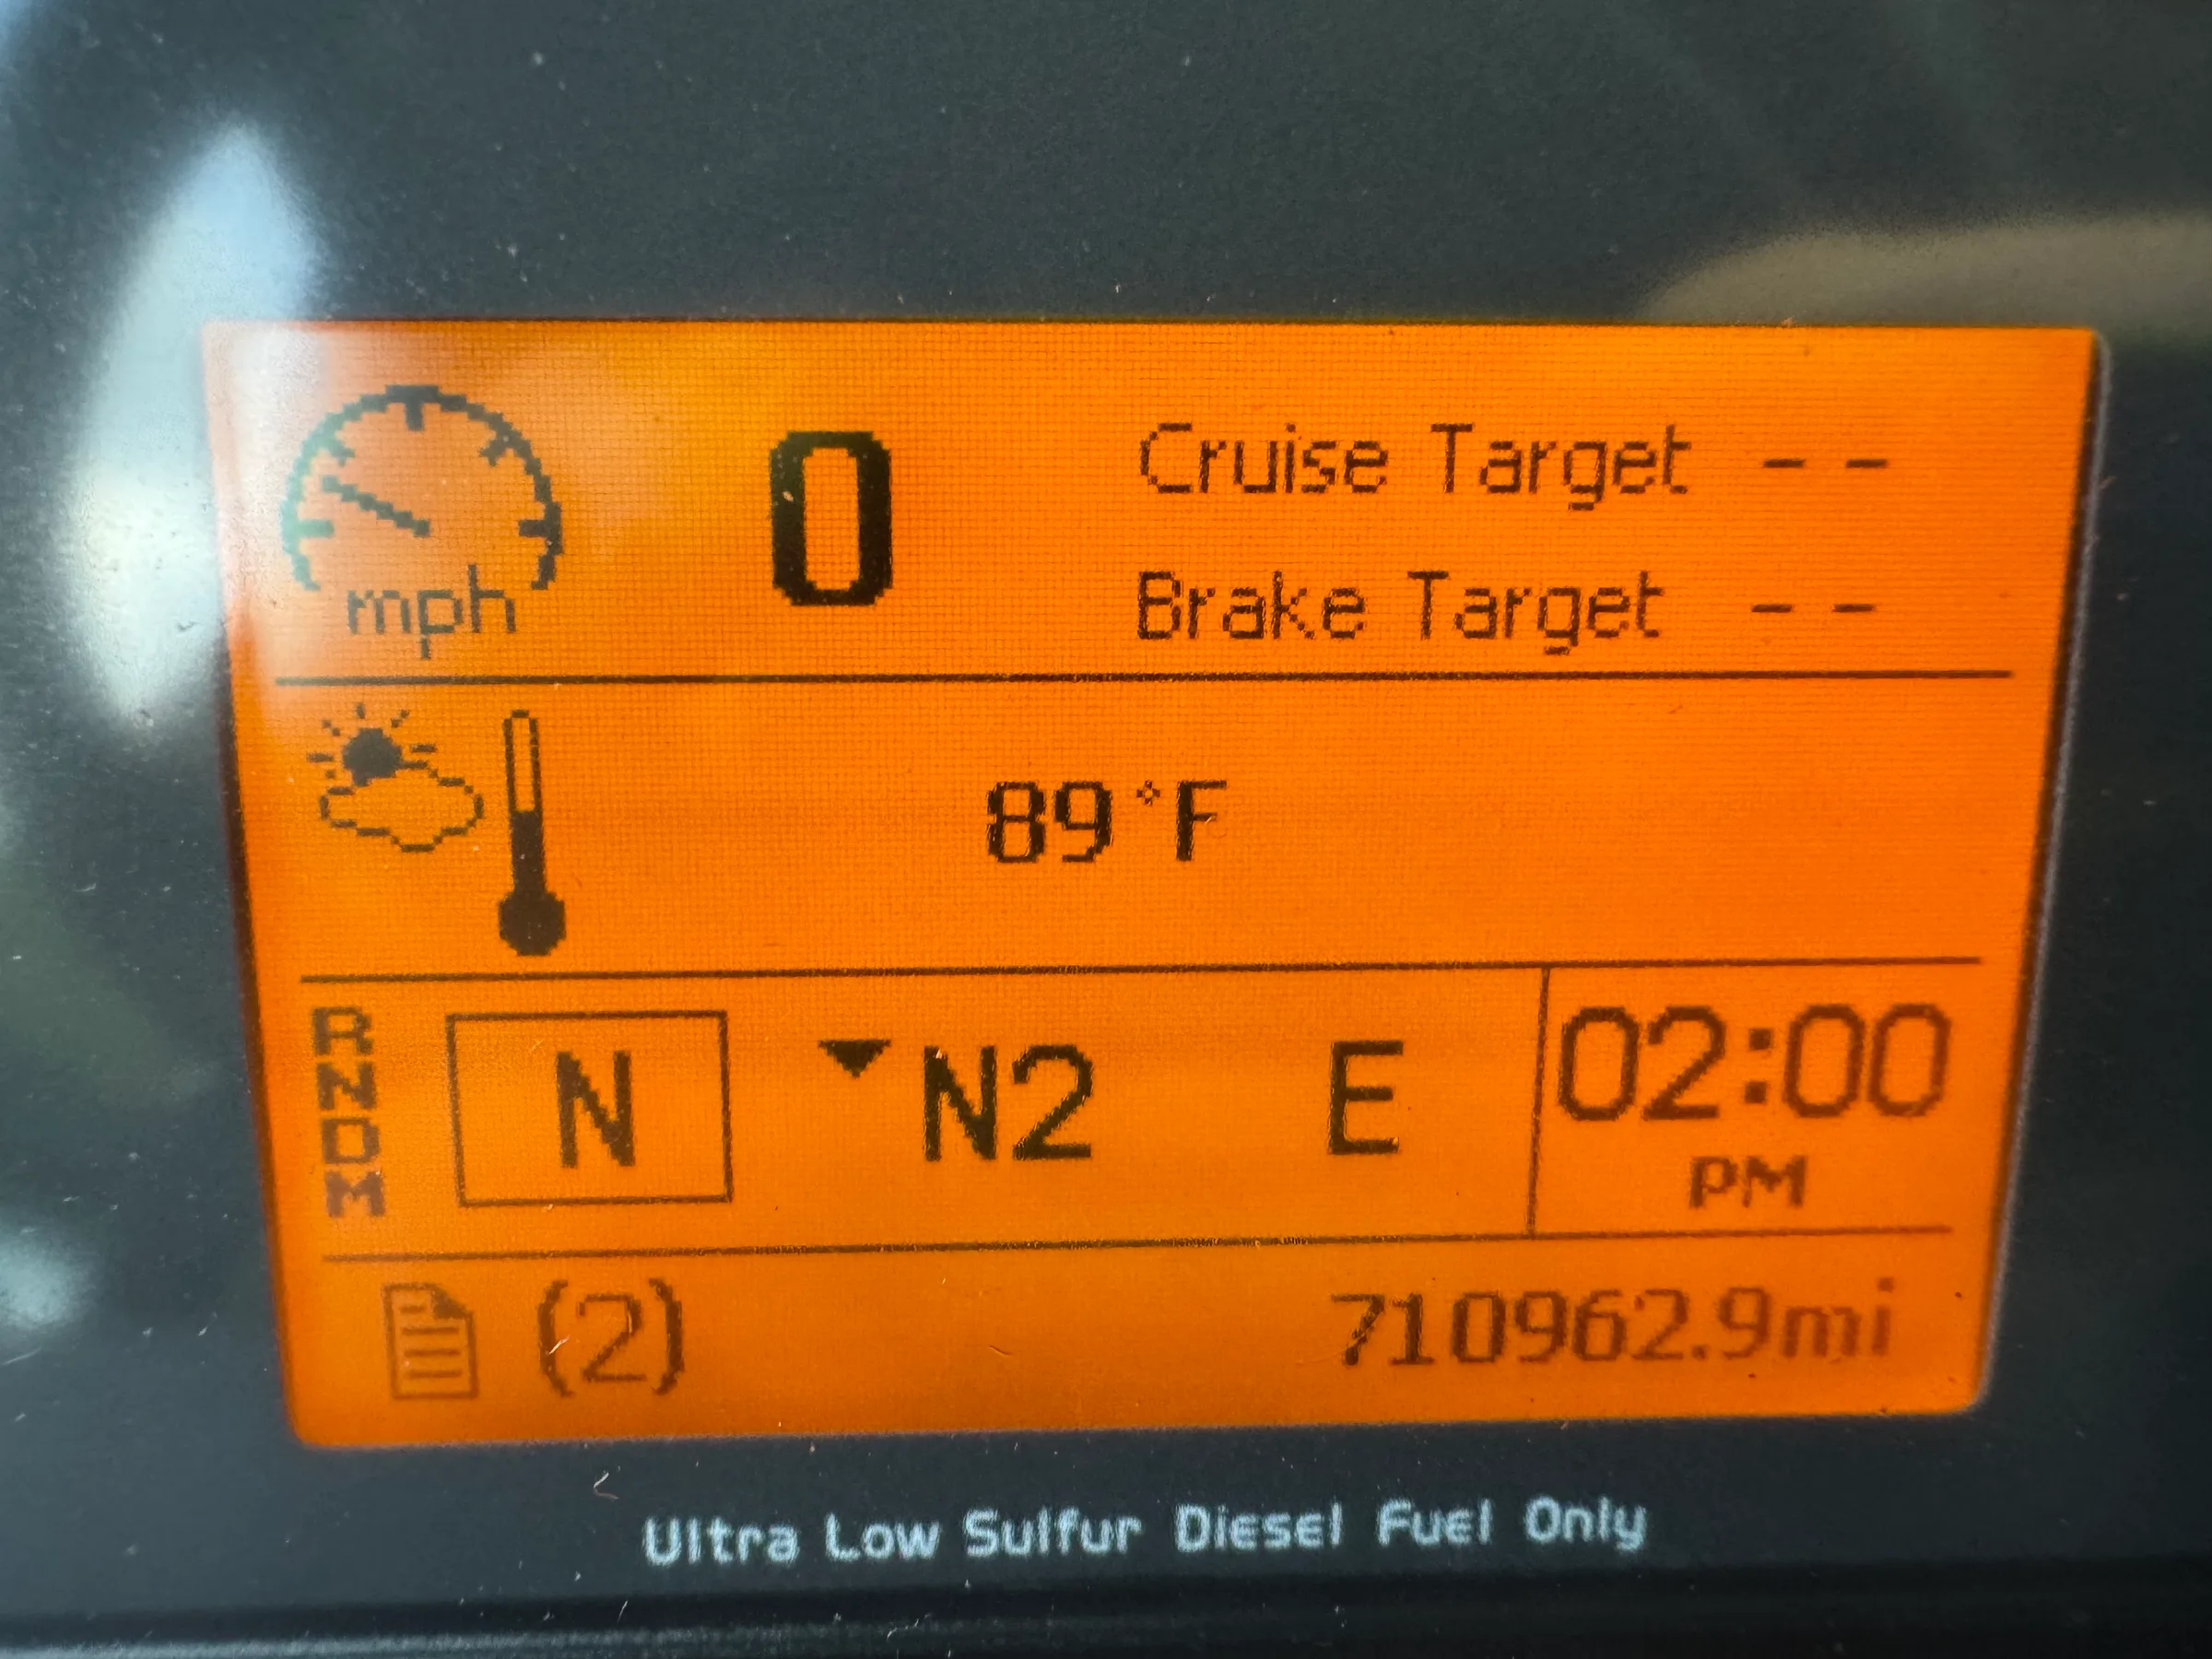 0 Cruise Target --
mph Brake Target --
89°F
R
N
D
M
N N2 E 02:00
PM
(2) 710962.9mi
Ultra Low Sulfur Diesel Fuel Only